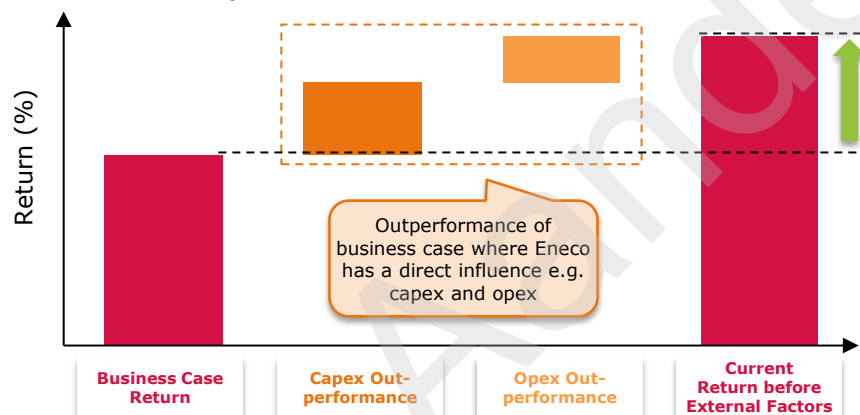 Return (%)
Outperformance of
business case where Eneco
has a direct influence e.g.
capex and opex
Business Case
Return
Capex Out-
performance
Opex Out-
performance
Current
Return before
External Factors